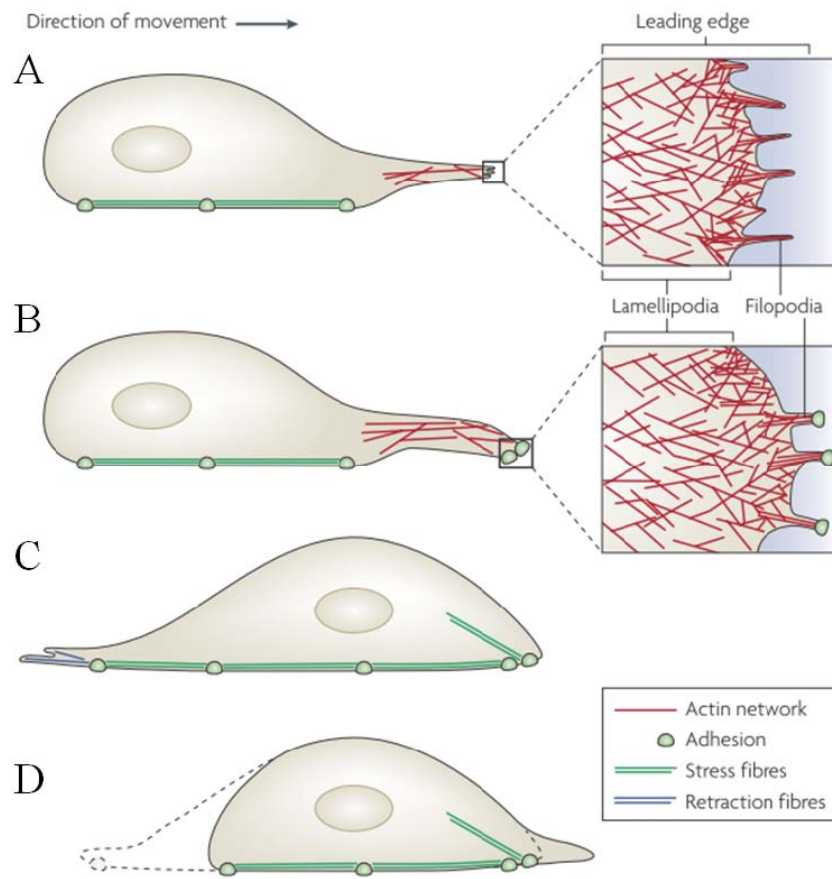 Direction of movement
Leading edge
A
Lamellipodia
Filopodia
B
C
Actin network
Adhesion
Stress fibres
Retraction fibres
D